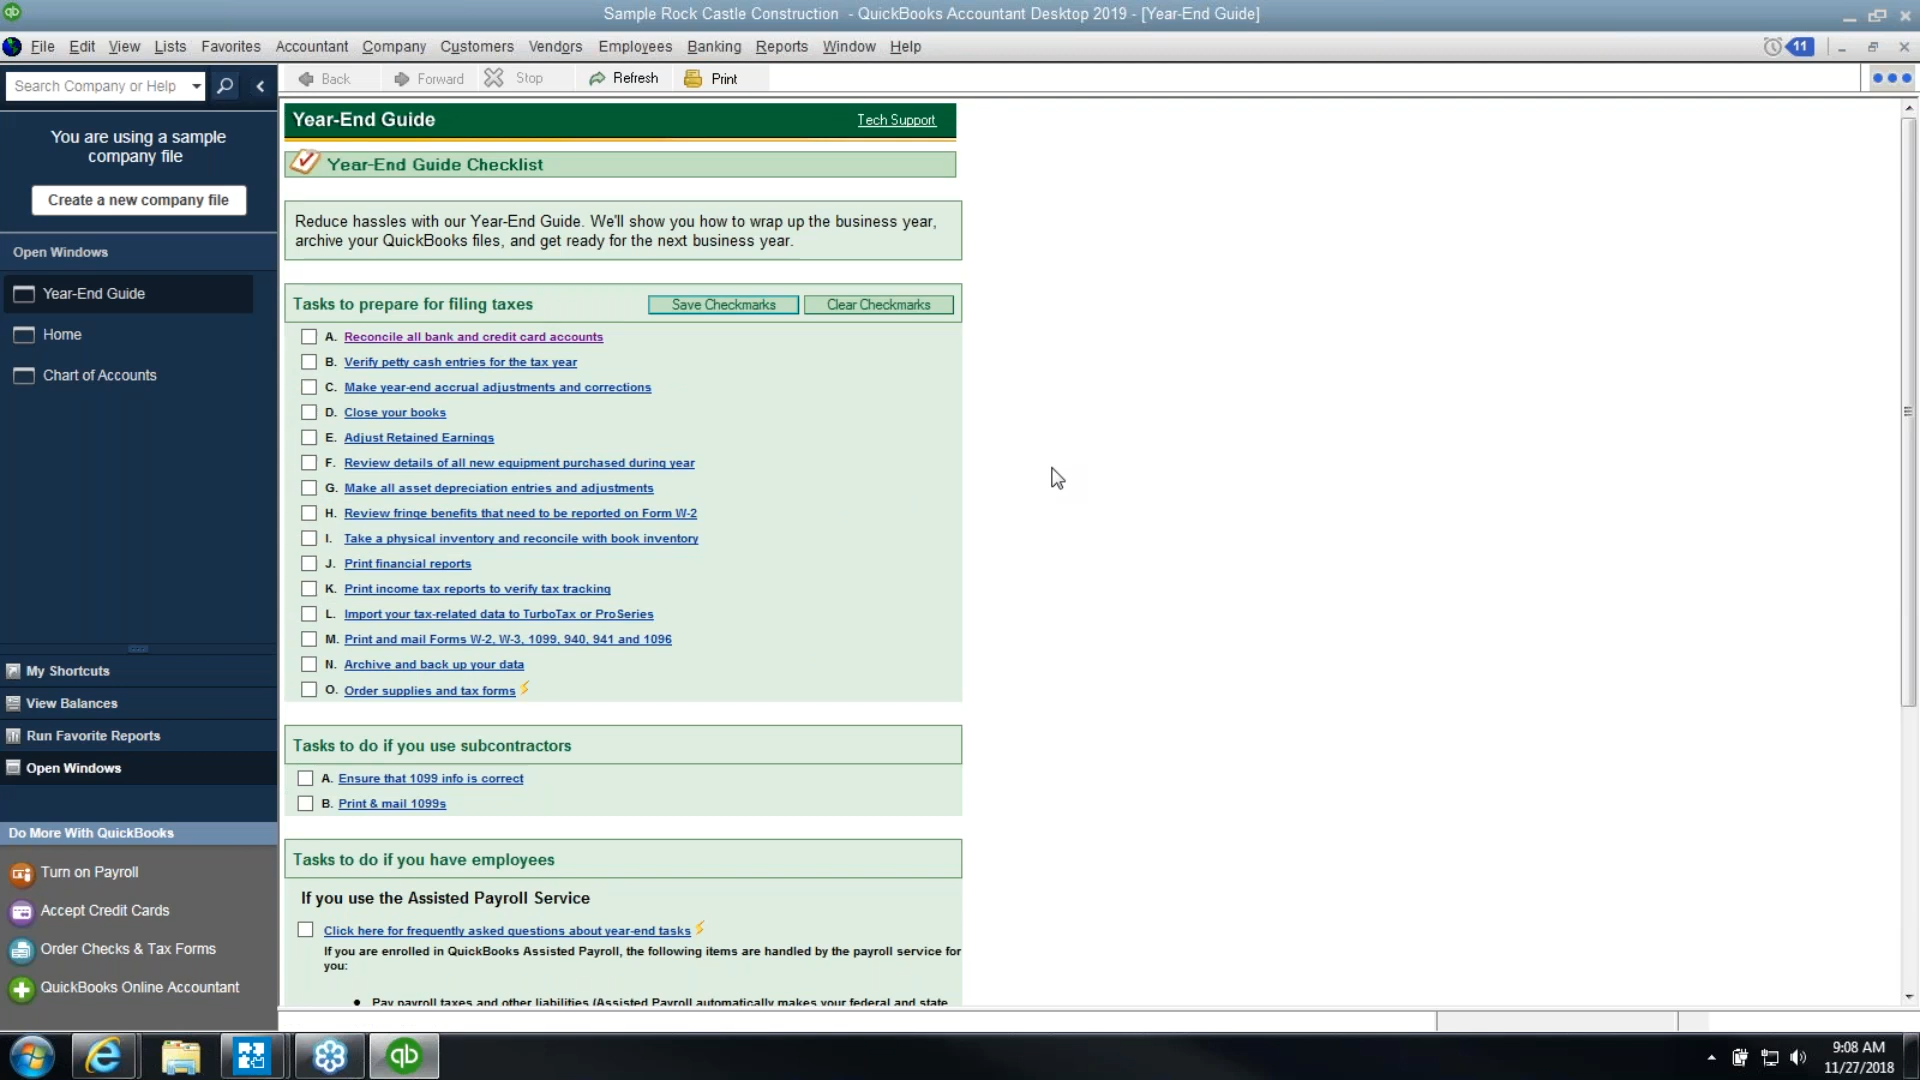 Sample Rock Castle Construction - QuickBooks Accountant Desktop 2019 - [Year-End Guide]
File Edit View Lists Favorites Accountant Company Customers Vendors Employees Banking Reports Window Help
11
Search Company or Help
Back Forward Stop Refresh Print
You are using a sample
company file
Create a new company file
Open Windows
Year-End Guide
Home
Chart of Accounts
My Shortcuts
View Balances
Run Favorite Reports
Open Windows
Do More With QuickBooks
Turn on Payroll
Accept Credit Cards
Order Checks & Tax Forms
QuickBooks Online Accountant
Year-End Guide
Tech Support
Year-End Guide Checklist
Reduce hassles with our Year-End Guide. We'll show you how to wrap up the business year,
archive your QuickBooks files, and get ready for the next business year.
Tasks to prepare for filing taxes
Save Checkmarks
Clear Checkmarks
A. Reconcile all bank and credit card accounts
B. Verify petty cash entries for the tax year
C. Make year-end accrual adjustments and corrections
D. Close your books
E. Adjust Retained Earnings
F. Review details of all new equipment purchased during year
G. Make all asset depreciation entries and adjustments
H. Review fringe benefits that need to be reported on Form W-2
I. Take a physical inventory and reconcile with book inventory
J. Print financial reports
K. Print income tax reports to verify tax tracking
L. Import your tax-related data to TurboTax or ProSeries
M. Print and mail Forms W-2, W-3, 1099, 940, 941 and 1096
N. Archive and back up your data
O. Order supplies and tax forms
Tasks to do if you use subcontractors
A. Ensure that 1099 info is correct
B. Print & mail 1099s
Tasks to do if you have employees
If you use the Assisted Payroll Service
Click here for frequently asked questions about year-end tasks
If you are enrolled in QuickBooks Assisted Payroll, the following items are handled by the payroll service for
you:
• Pay payroll taxes and other liabilities (Assisted Payroll automatically makes your federal and state
qb
9:08 AM
11/27/2018